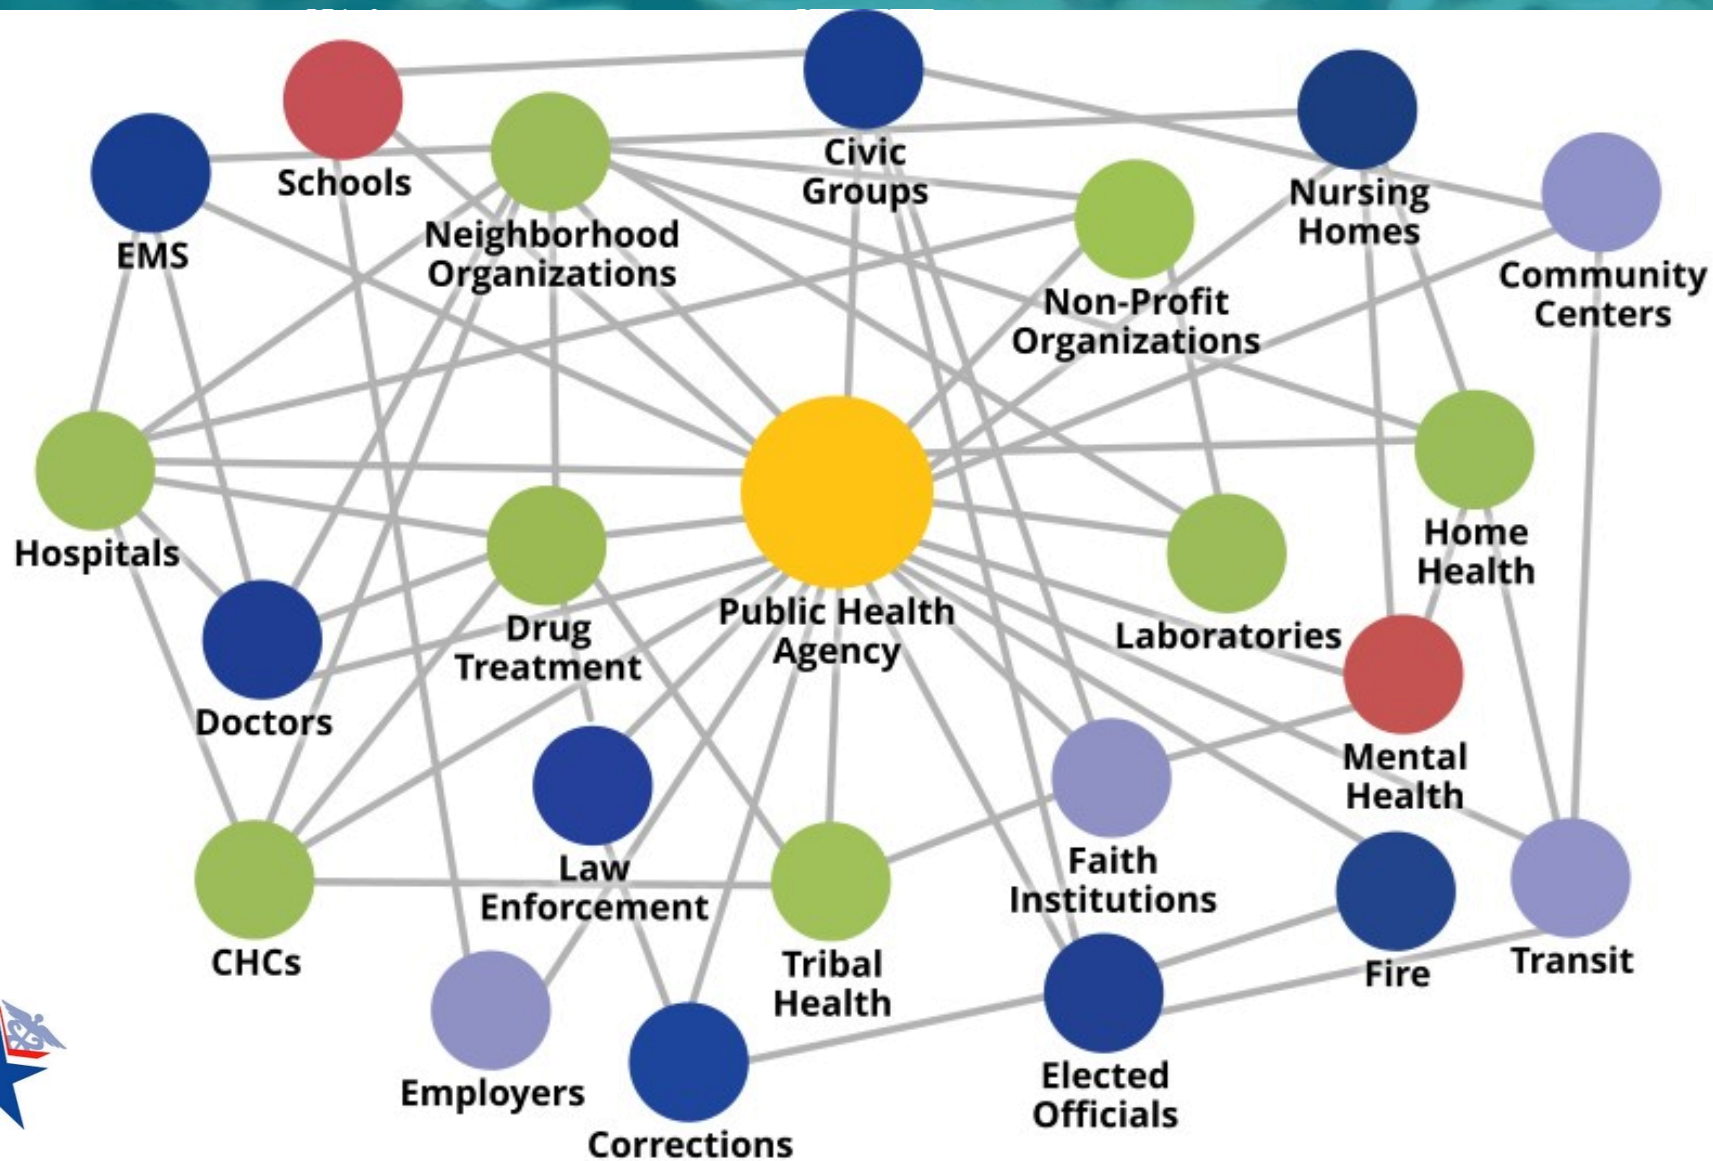 Schools
Civic
Groups
Nursing
Homes
EMS
Neighborhood
Organizations
Non-Profit
Organizations
Community
Centers
Hospitals
Drug
Treatment
Public Health
Agency
Laboratories
Home
Health
Doctors
Law
Enforcement
Mental
Health
CHCs
Tribal
Health
Faith
Institutions
Fire
Transit
Employers
Corrections
Elected
Officials